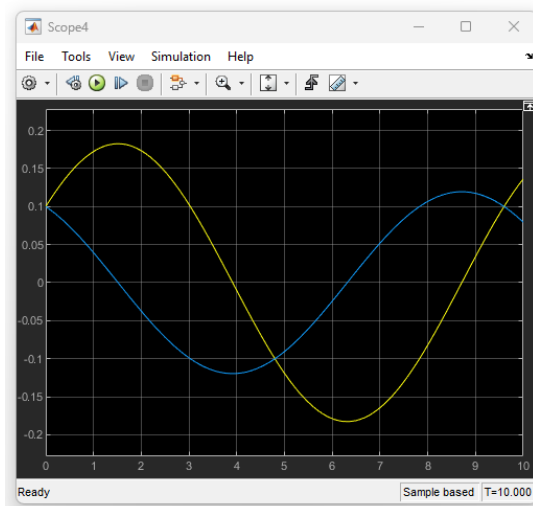 Scope4
File Tools View Simulation Help
0.2
0.15
0.1
0.05
0
-0.05
-0.1
-0.15
-0.2
0 1 2 3 4 5 6 7 8 9 10
Ready Sample based T=10.000